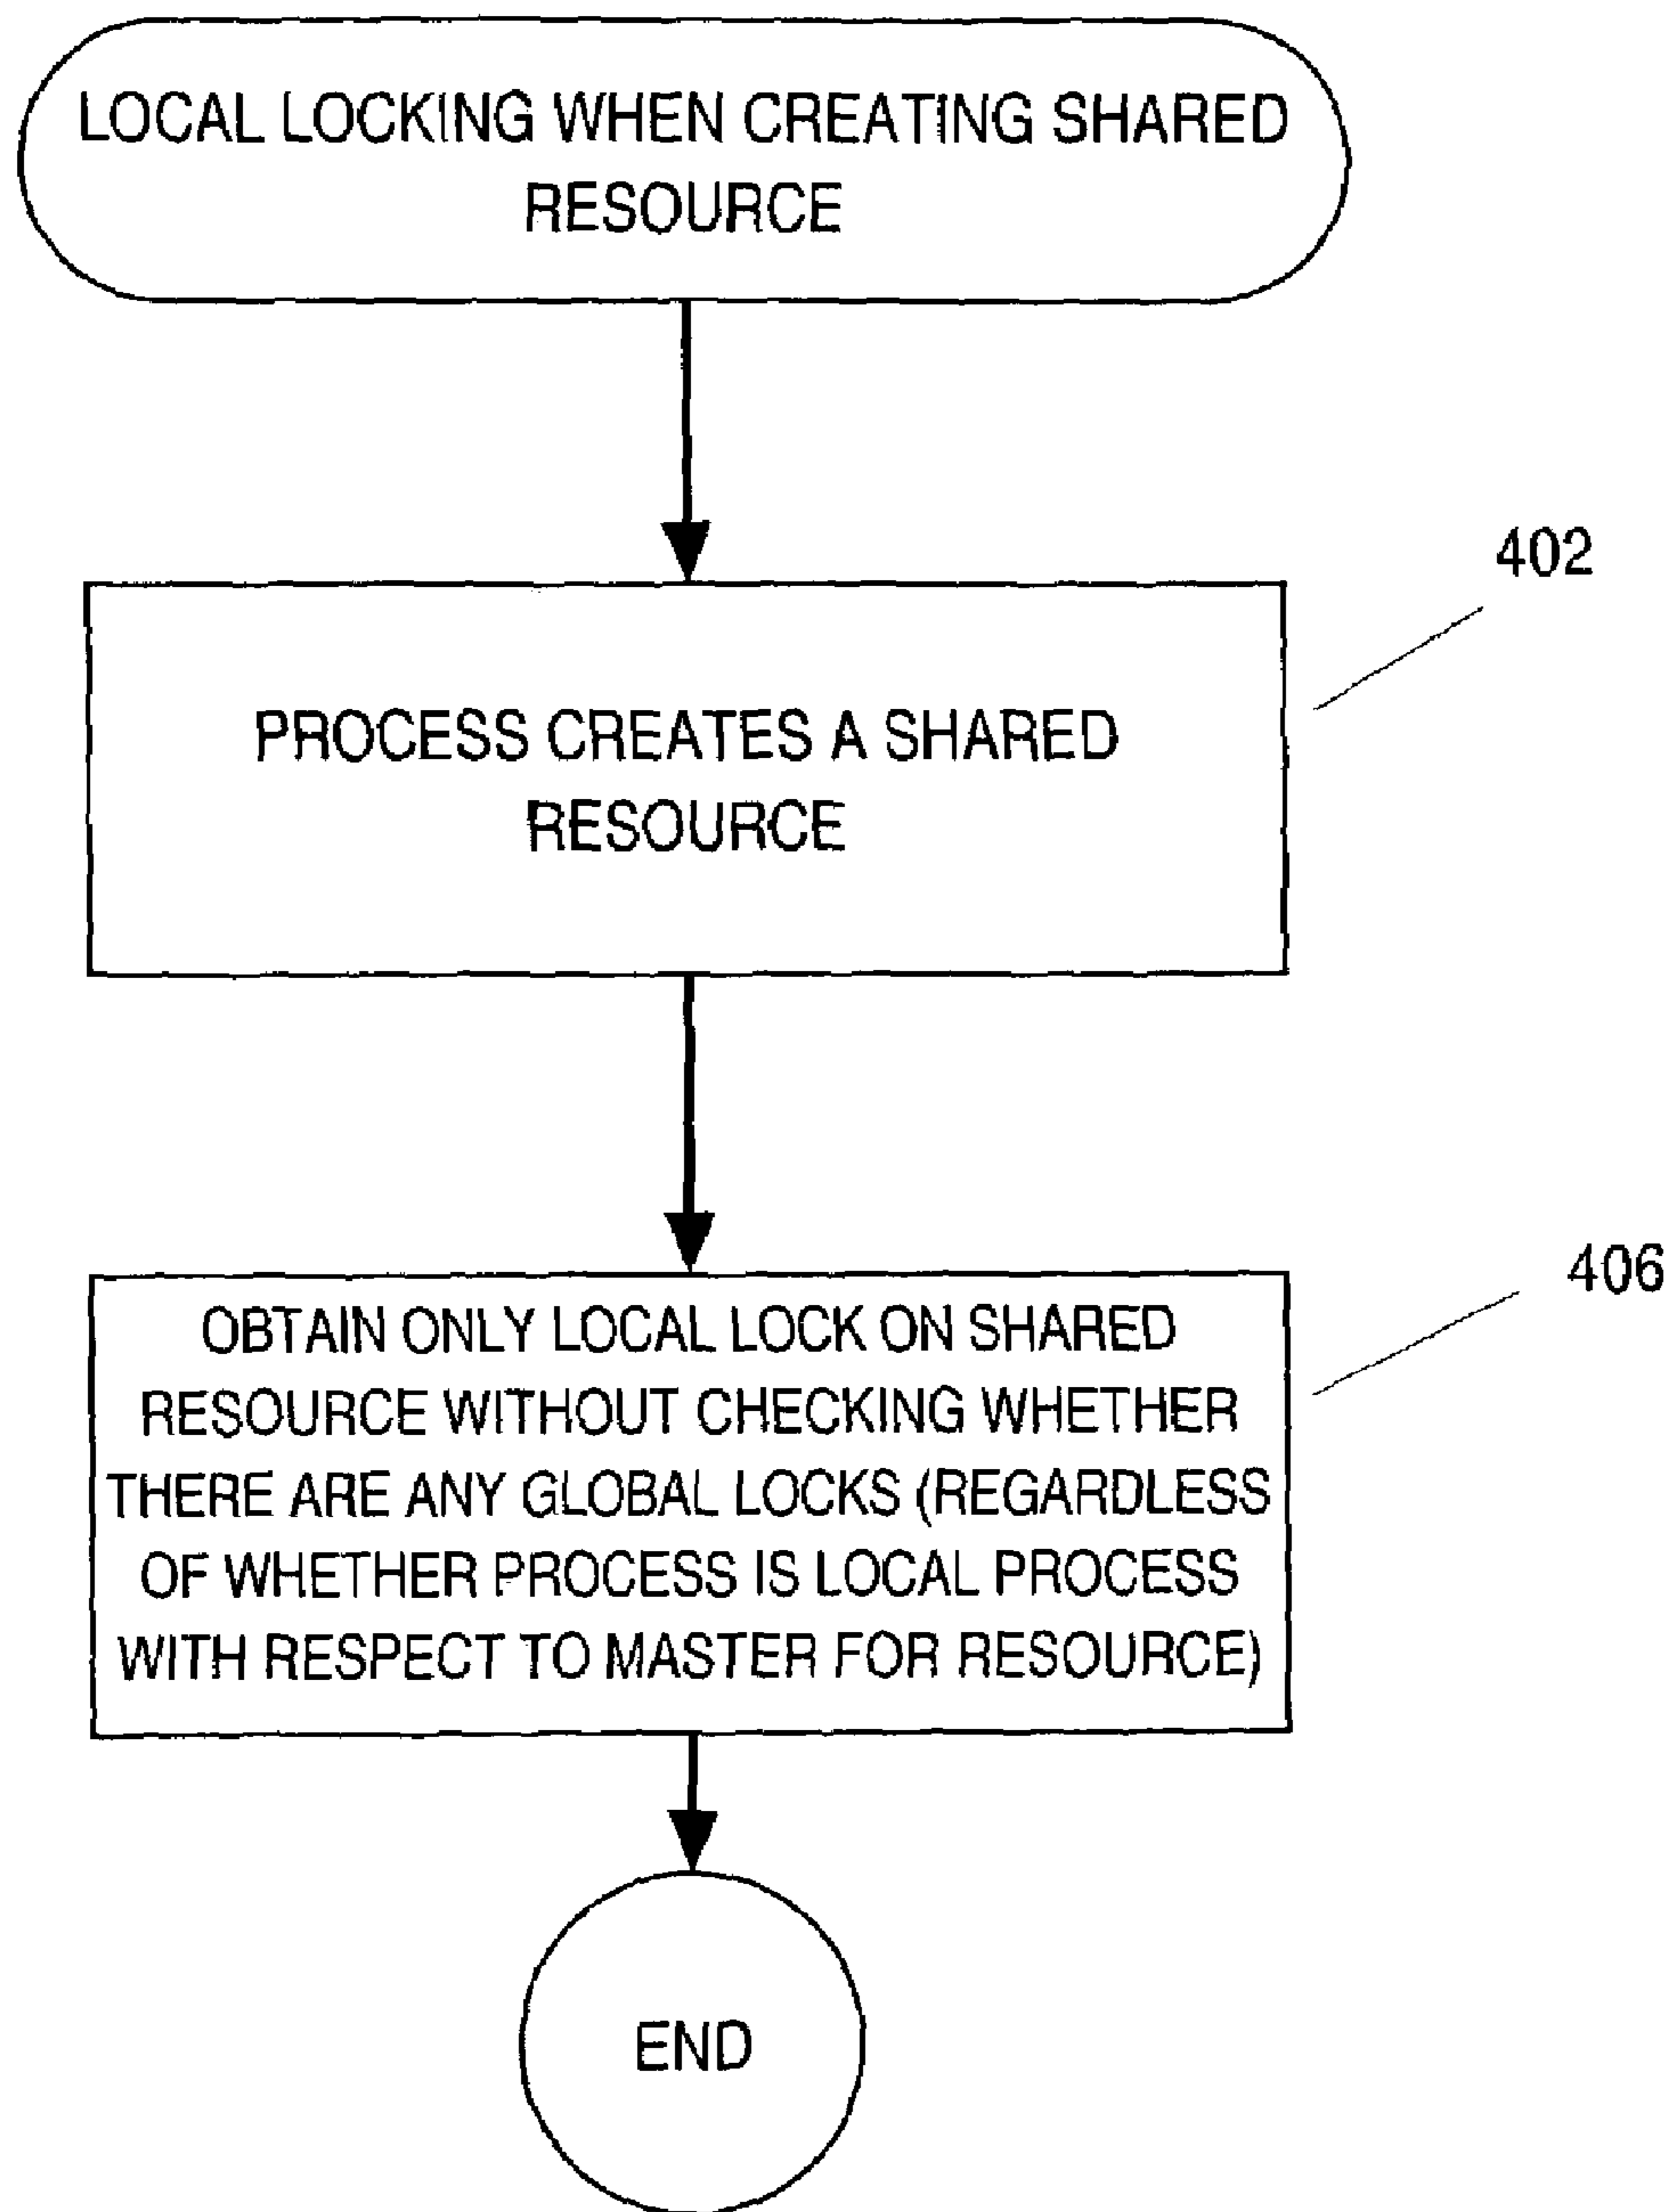 LOCAL LOCKING WHEN CREATING SHARED
RESOURCE
402
PROCESS CREATES A SHARED
RESOURCE
406
OBTAIN ONLY LOCAL LOCK ON SHARED
RESOURCE WITHOUT CHECKING WHETHER
THERE ARE ANY GLOBAL LOCKS (REGARDLESS
OF WHETHER PROCESS IS LOCAL PROCESS
WITH RESPECT TO MASTER FOR RESOURCE)
END